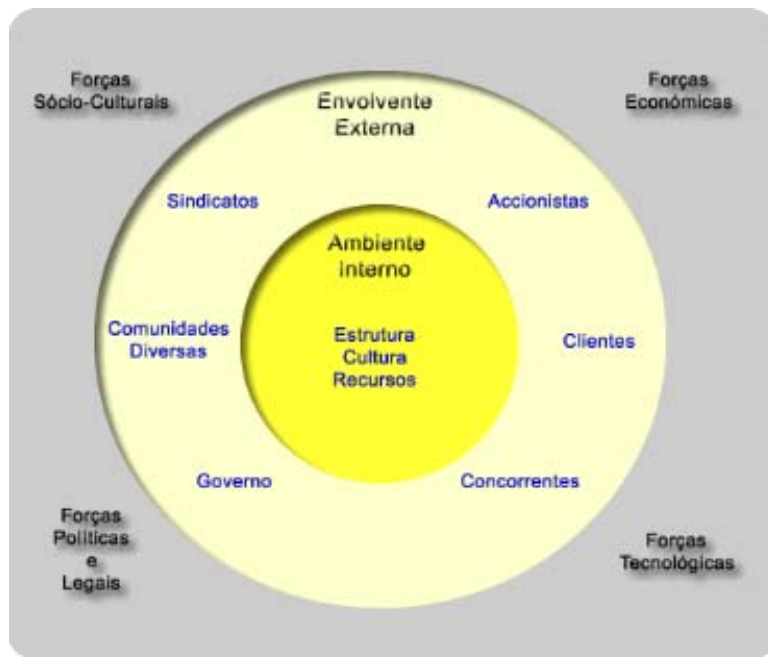 Forças
Sócio-Culturais
Forças
Económicas
Envolvente
Externa
Sindicatos
Accionistas
Ambiente
Interno
Comunidades
Diversas
Estrutura
Cultura
Recursos
Clientes
Governo
Concorrentes
Forças
Políticas
e
Legais
Forças
Tecnológicas